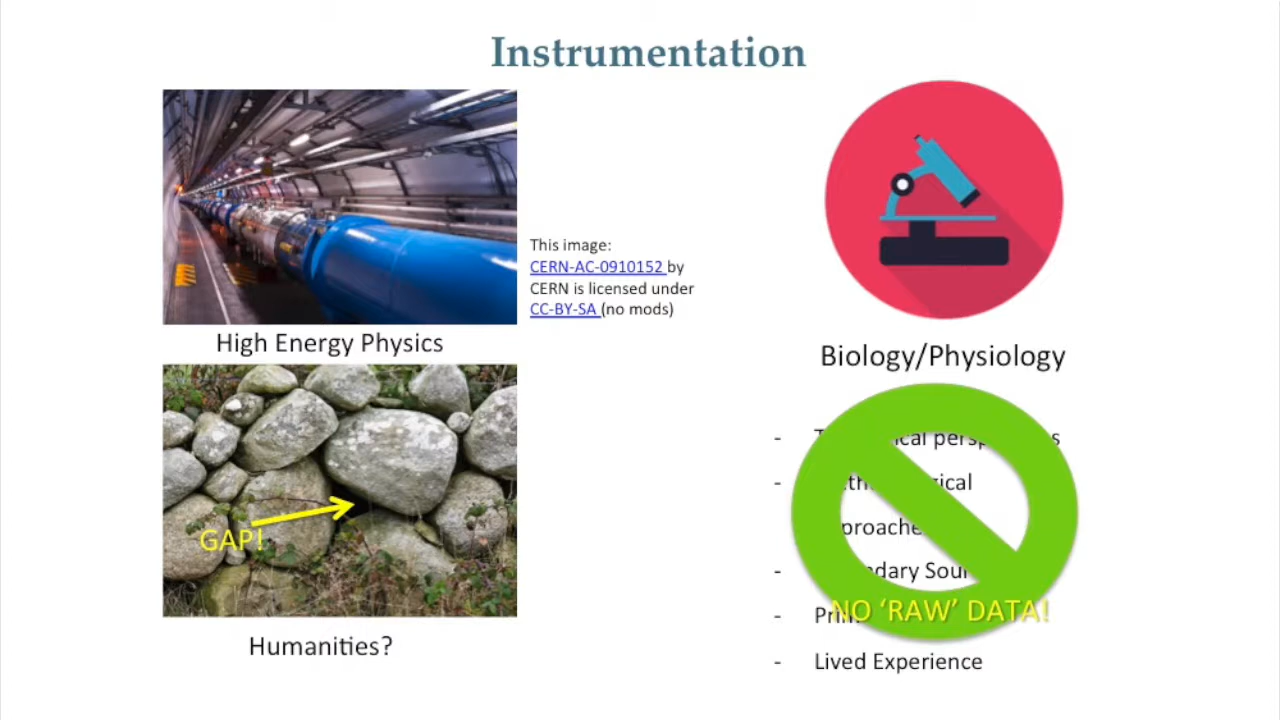 Instrumentation
This image:
CERN-AC-0910152 by
CERN is licensed under
CC-BY-SA (no mods)
High Energy Physics
Biology/Physiology
GAP!
NO ‘RAW’ DATA!
- Lived Experience
Humanities?